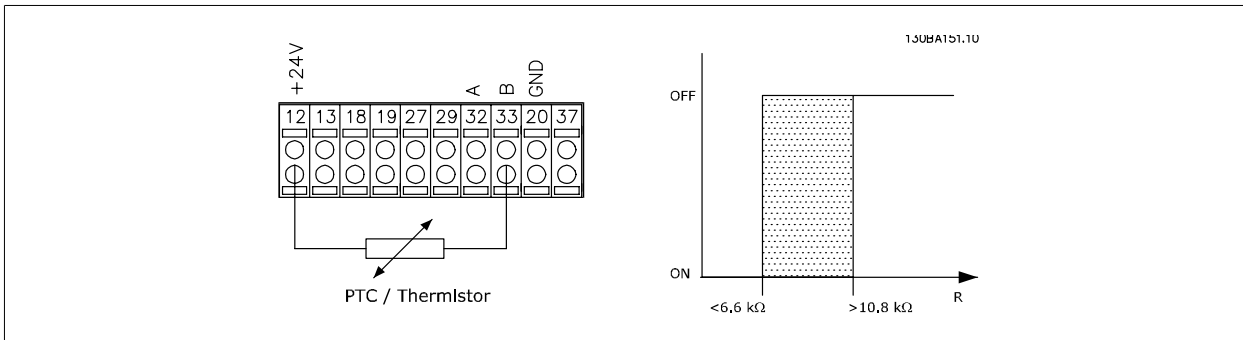 130BA151.10
+24V
A
B
GND
12 13 18 19 27 29 32 33 20 37
PTC / Thermistor
OFF
ON
<6.6 kΩ
>10.8 kΩ
R